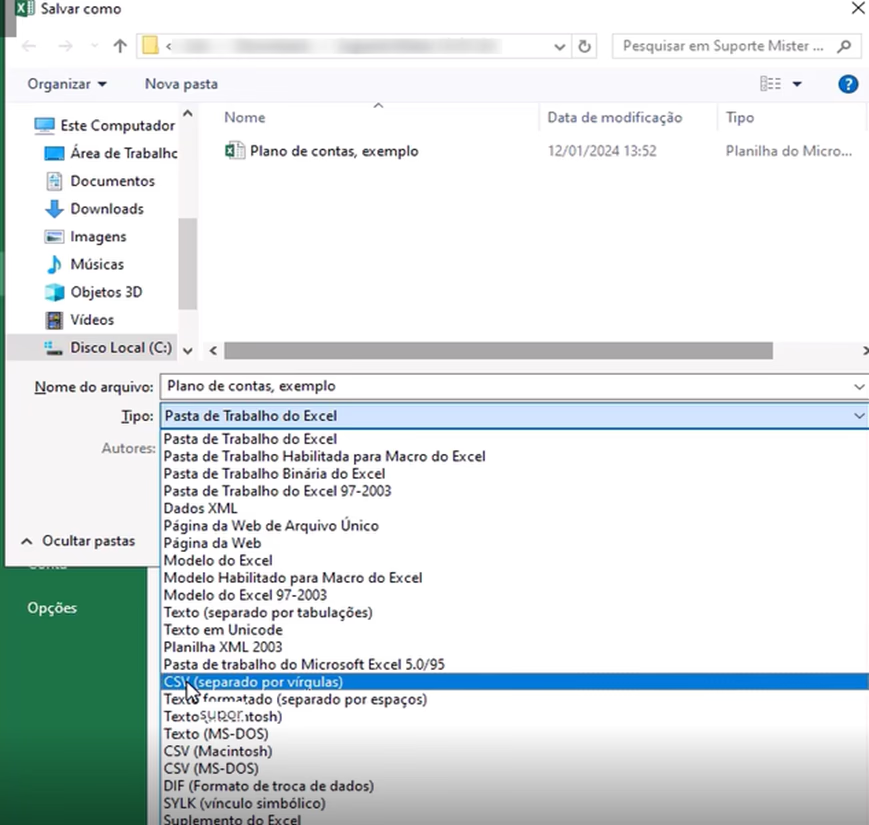 Salvar como
Pesquisar em Suporte Mister ...
Organizar
Nova pasta
?
Nome
Data de modificação
Tipo
Este Computador
Plano de contas, exemplo
12/01/2024 13:52
Planilha do Micro...
Área de Trabalho
Documentos
Downloads
Imagens
Músicas
Objetos 3D
Vídeos
Disco Local (C:)
Nome do arquivo:
Plano de contas, exemplo
Tipo:
Pasta de Trabalho do Excel
Autores:
Pasta de Trabalho do Excel
Pasta de Trabalho Habilitada para Macro do Excel
Pasta de Trabalho Binária do Excel
Pasta de Trabalho do Excel 97-2003
Dados XML
Página da Web de Arquivo Único
Página da Web
Modelo do Excel
Modelo Habilitado para Macro do Excel
Modelo do Excel 97-2003
Texto (separado por tabulações)
Texto em Unicode
Planilha XML 2003
Pasta de trabalho do Microsoft Excel 5.0/95
CSV (separado por vírgulas)
Texto formatado (separado por espaços)
Texto
Texto (MS-DOS)
CSV (Macintosh)
CSV (MS-DOS)
DIF (Formato de troca de dados)
SYLK (vínculo simbólico)
Suplemento do Excel
Ocultar pastas
Conta
Opções